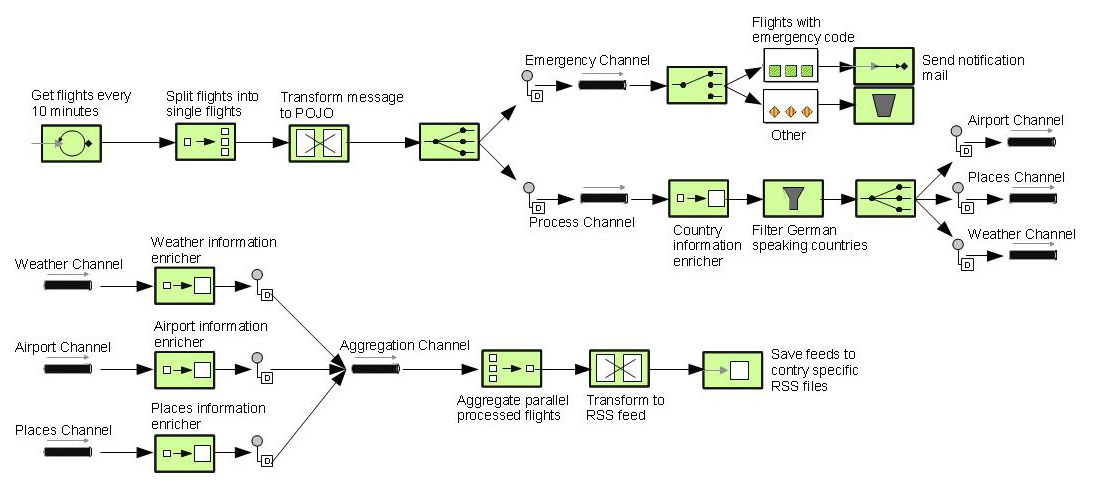 Flights with
emergency code
Emergency Channel
Send notification
mail
Get flights every
10 minutes
Split flights into
single flights
Transform message
to POJO
D
Other
Airport Channel
D
Places Channel
D
D
Process Channel
Country
information
enricher
Filter German
speaking countries
Weather Channel
D
Weather information
enricher
Weather Channel
D
Airport information
enricher
Airport Channel
D
Aggregation Channel
Save feeds to
contry specific
RSS files
Aggregate parallel
processed flights
Transform to
RSS feed
Places information
enricher
Places Channel
D